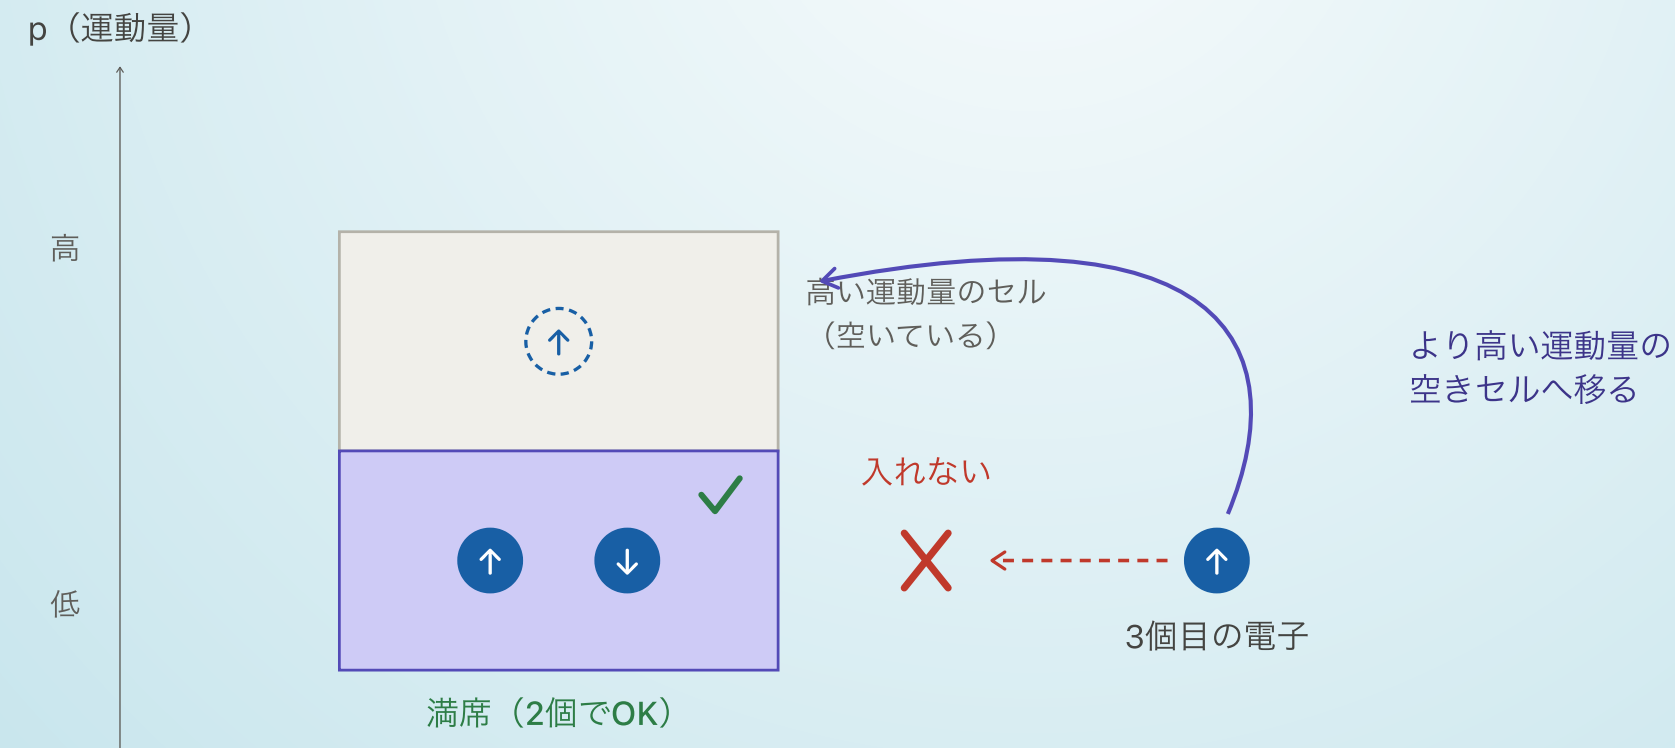 p（運動量）
高
高い運動量のセル
（空いている）
より高い運動量の
空きセルへ移る
入れない
低
3個目の電子
満席（2個でOK）